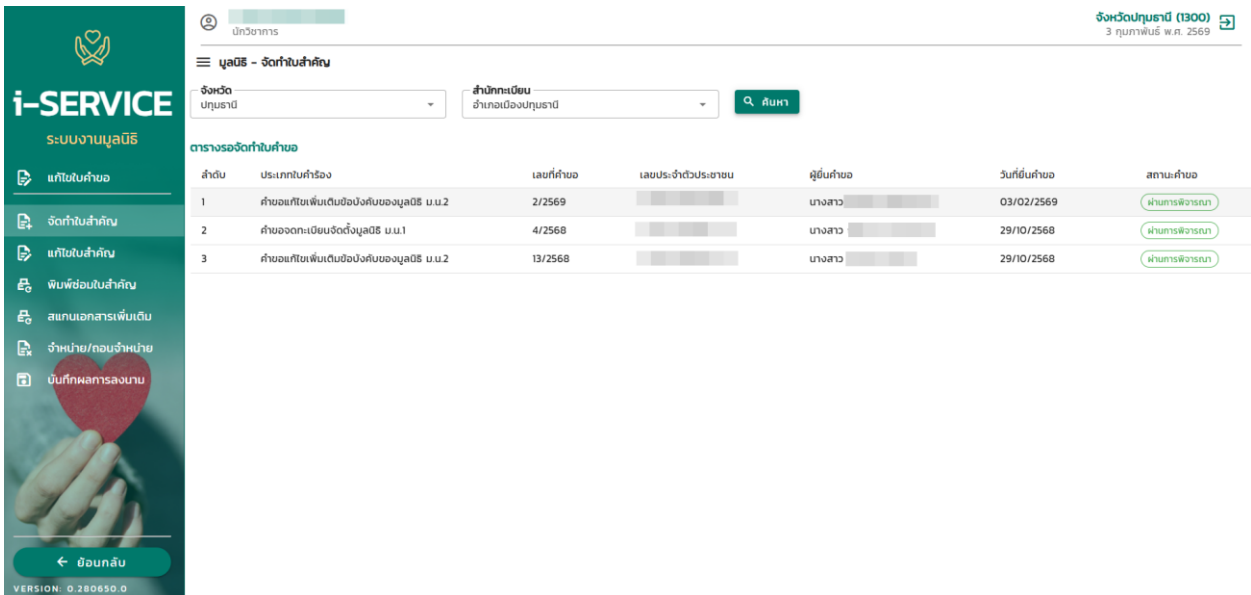 นักวิชาการ
จังหวัดปทุมธานี (1300)
3 กุมภาพันธ์ พ.ศ. 2569
i-SERVICE
ระบบงานมูลนิธิ
แก้ไขใบคำขอ
จัดทำใบสำคัญ
แก้ไขใบสำคัญ
พิมพ์ซ่อมใบสำคัญ
สแกนเอกสารเพิ่มเติม
จำหน่าย/ถอนจำหน่าย
บันทึกผลการลงนาม
ย้อนกลับ
VERSION: 0.280650.0
มูลนิธิ - จัดทำใบสำคัญ
จังหวัด
ปทุมธานี
สำนักทะเบียน
อำเภอเมืองปทุมธานี
ค้นหา
ตารางรอจัดทำใบคำขอ
ลำดับ ประเภทใบคำร้อง เลขที่คำขอ เลขประจำตัวประชาชน ผู้ยื่นคำขอ วันที่ยื่นคำขอ สถานะคำขอ
1 คำขอแก้ไขเพิ่มเติมข้อบังคับของมูลนิธิ ม.น.2 2/2569 นางสาว 03/02/2569 ผ่านการพิจารณา
2 คำขอจดทะเบียนจัดตั้งมูลนิธิ ม.น.1 4/2568 นางสาว 29/10/2568 ผ่านการพิจารณา
3 คำขอแก้ไขเพิ่มเติมข้อบังคับของมูลนิธิ ม.น.2 13/2568 นางสาว 29/10/2568 ผ่านการพิจารณา